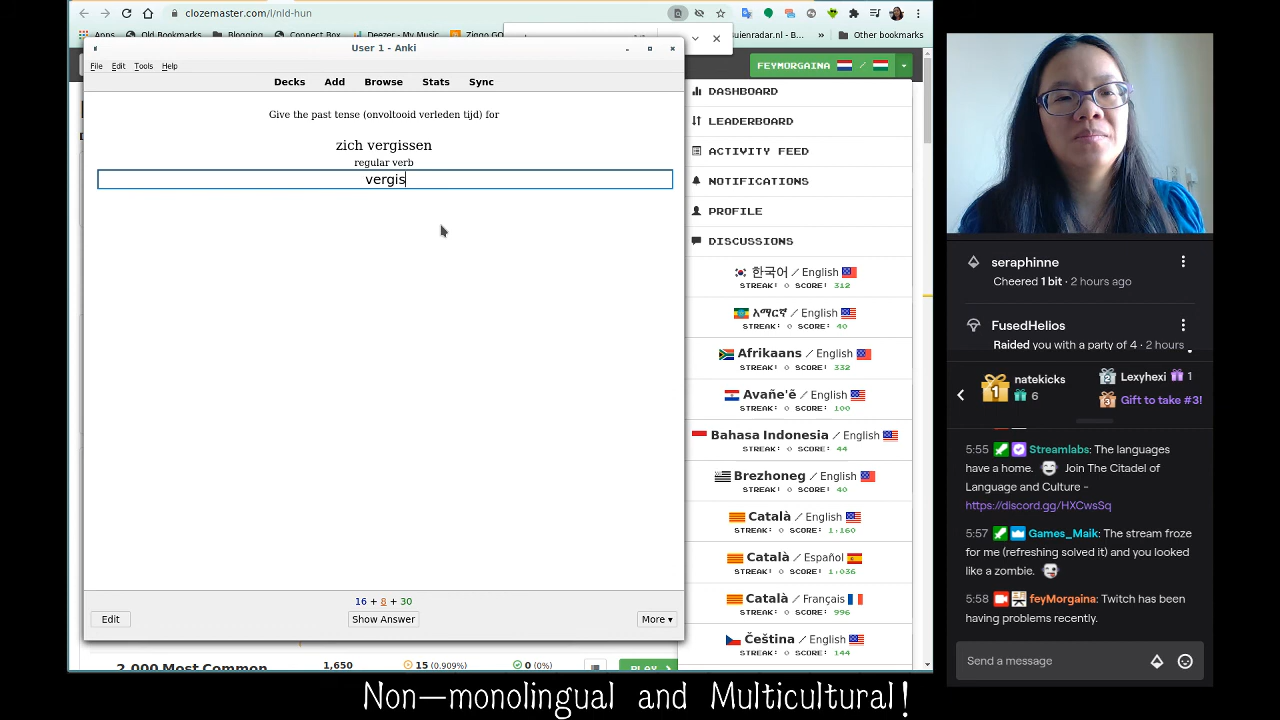 clozemaster.com/l/nld-hun
Apps
Old Bookmarks
Blogging
Connect Box
Deezer - My Music
Ziggo GO
uienradar.nl - Be...
»
Other bookmarks
User 1 - Anki
File Edit Tools Help
Decks Add Browse Stats Sync
Give the past tense (onvoltooid verleden tijd) for
zich vergissen
regular verb
vergis
16 + 8 + 30
Edit
Show Answer
More ▾
2,000 Most Common
1,650
15 (0.909%)
0 (0%)
PLAY
FEYMORGAINA /
DASHBOARD
LEADERBOARD
ACTIVITY FEED
NOTIFICATIONS
PROFILE
DISCUSSIONS
한국어 / English
STREAK: 0 SCORE: 312
አማርኛ / English
STREAK: 0 SCORE: 40
Afrikaans / English
STREAK: 0 SCORE: 332
Avañe'ẽ / English
STREAK: 0 SCORE: 100
Bahasa Indonesia / English
STREAK: 0 SCORE: 44
Brezhoneg / English
STREAK: 0 SCORE: 40
Català / English
STREAK: 0 SCORE: 1,160
Català / Español
STREAK: 0 SCORE: 1,036
Català / Français
STREAK: 0 SCORE: 996
Čeština / English
STREAK: 0 SCORE: 144
seraphinne
Cheered 1 bit · 2 hours ago
FusedHelios
Raided you with a party of 4 · 2 hours
natekicks
6
Lexyhexi 1
Gift to take #3!
5:55 Streamlabs: The languages
have a home. Join The Citadel of
Language and Culture -
https://discord.gg/HXCwsSq
5:57 Games_Maik: The stream froze
for me (refreshing solved it) and you looked
like a zombie.
5:58 feyMorgaina: Twitch has been
having problems recently.
Send a message
Non-monolingual and Multicultural!